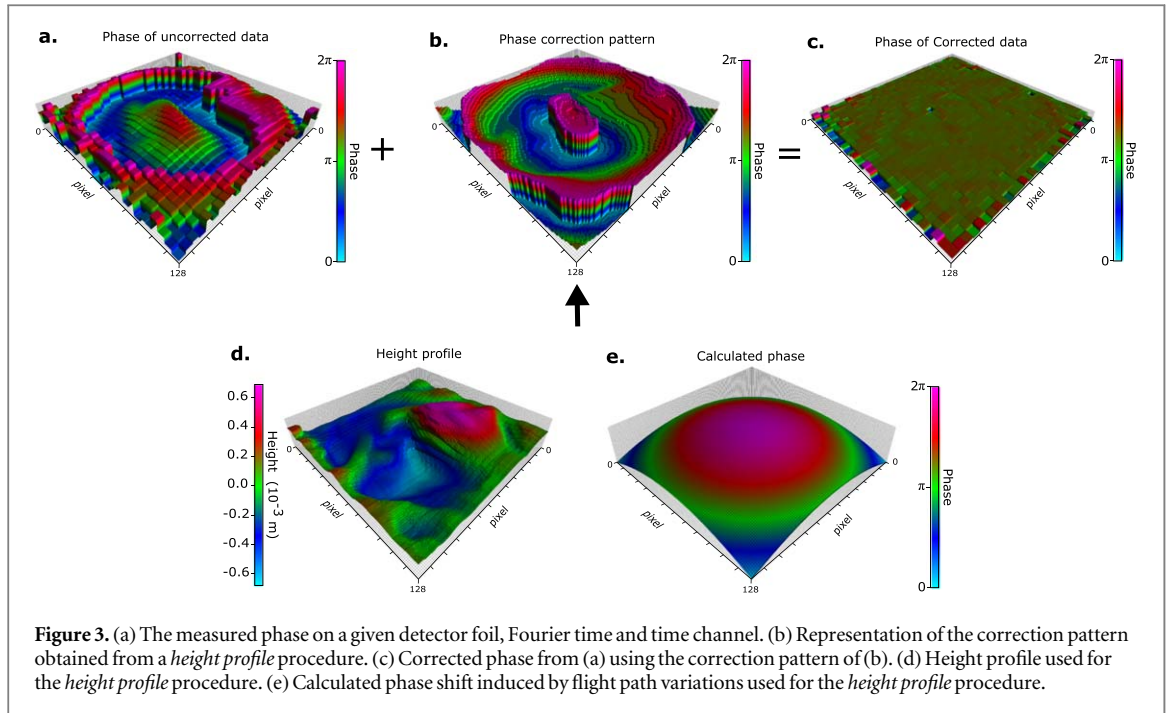 a.
Phase of uncorrected data
2π
π
0
Phase
0
0
pixel
pixel
128
+
b.
Phase correction pattern
2π
π
0
Phase
0
0
pixel
pixel
128
=
c.
Phase of Corrected data
2π
π
0
Phase
0
0
pixel
pixel
128
d.
Height profile
0.6
0.4
0.2
0.0
-0.2
-0.4
-0.6
Height (10⁻³ m)
0
0
pixel
pixel
128
e.
Calculated phase
2π
π
0
Phase
0
0
pixel
pixel
128
Figure 3. (a) The measured phase on a given detector foil, Fourier time and time channel. (b) Representation of the correction pattern
obtained from a height profile procedure. (c) Corrected phase from (a) using the correction pattern of (b). (d) Height profile used for
the height profile procedure. (e) Calculated phase shift induced by flight path variations used for the height profile procedure.